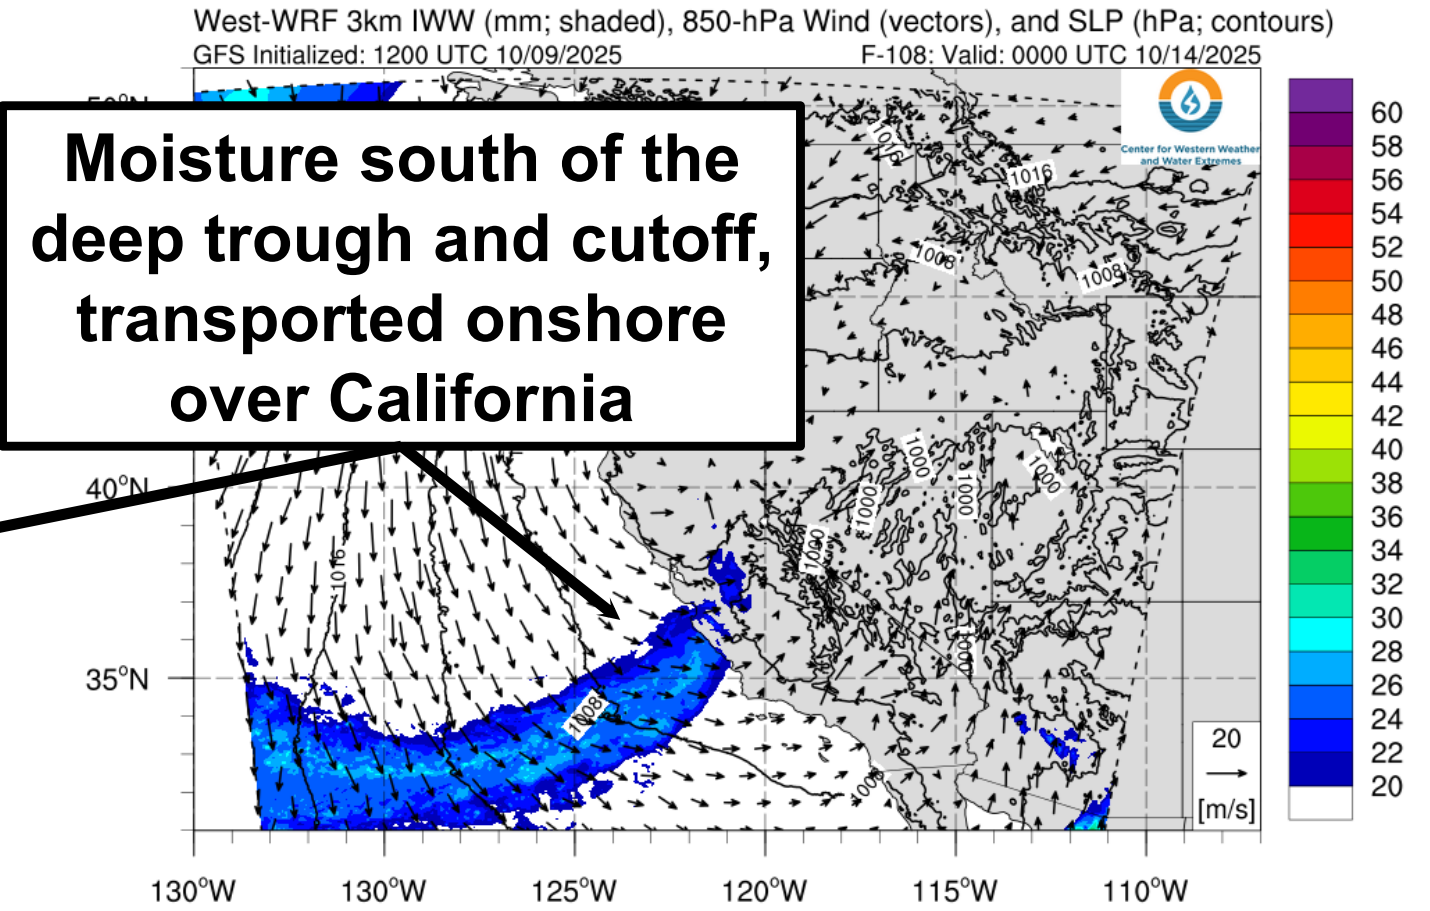 West-WRF 3km IWW (mm; shaded), 850-hPa Wind (vectors), and SLP (hPa; contours)
GFS Initialized: 1200 UTC 10/09/2025
F-108: Valid: 0000 UTC 10/14/2025
Moisture south of the
deep trough and cutoff,
transported onshore
over California
Center for Western Weather
and Water Extremes
1016
1016
1008
1008
1000
1000
1000
1000
1000
1000
1016
1008
40°N
35°N
130°W
130°W
125°W
120°W
115°W
110°W
20
[m/s]
60
58
56
54
52
50
48
46
44
42
40
38
36
34
32
30
28
26
24
22
20